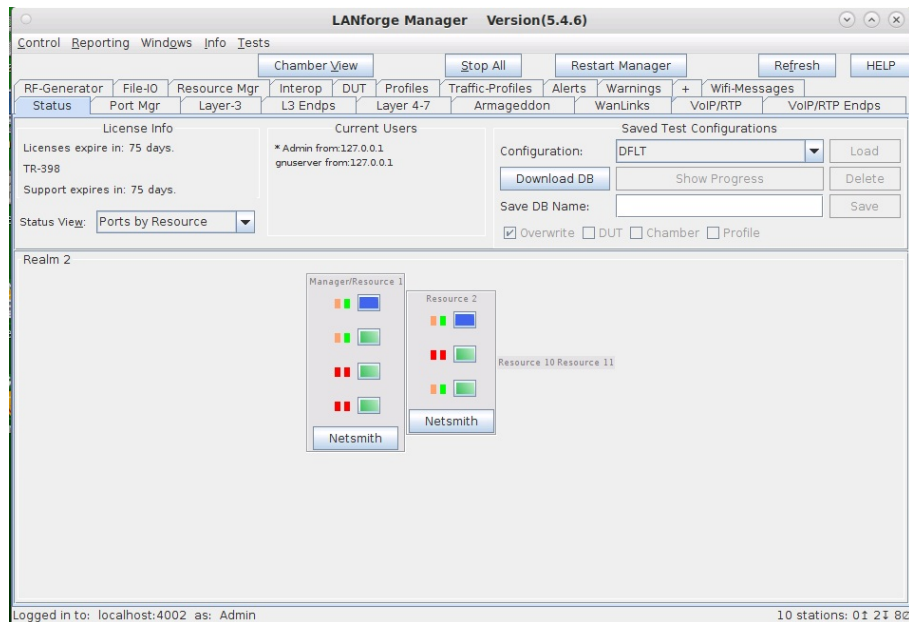 LANforge Manager Version(5.4.6)
Control Reporting Windows Info Tests
Chamber View Stop All Restart Manager Refresh HELP
RF-Generator File-IO Resource Mgr Interop DUT Profiles Traffic-Profiles Alerts Warnings + Wifi-Messages
Status Port Mgr Layer-3 L3 Endps Layer 4-7 Armageddon WanLinks VoIP/RTP VoIP/RTP Endps
License Info
Licenses expire in: 75 days.
TR-398
Support expires in: 75 days.
Status View: Ports by Resource
Current Users
* Admin from:127.0.0.1
gnuserver from:127.0.0.1
Saved Test Configurations
Configuration: DFLT Load
Download DB Show Progress Delete
Save DB Name: Save
Overwrite DUT Chamber Profile
Realm 2
Manager/Resource 1
Netsmith
Resource 2
Netsmith
Resource 10 Resource 11
Logged in to: localhost:4002 as: Admin 10 stations: 0↥ 2↧ 8∅